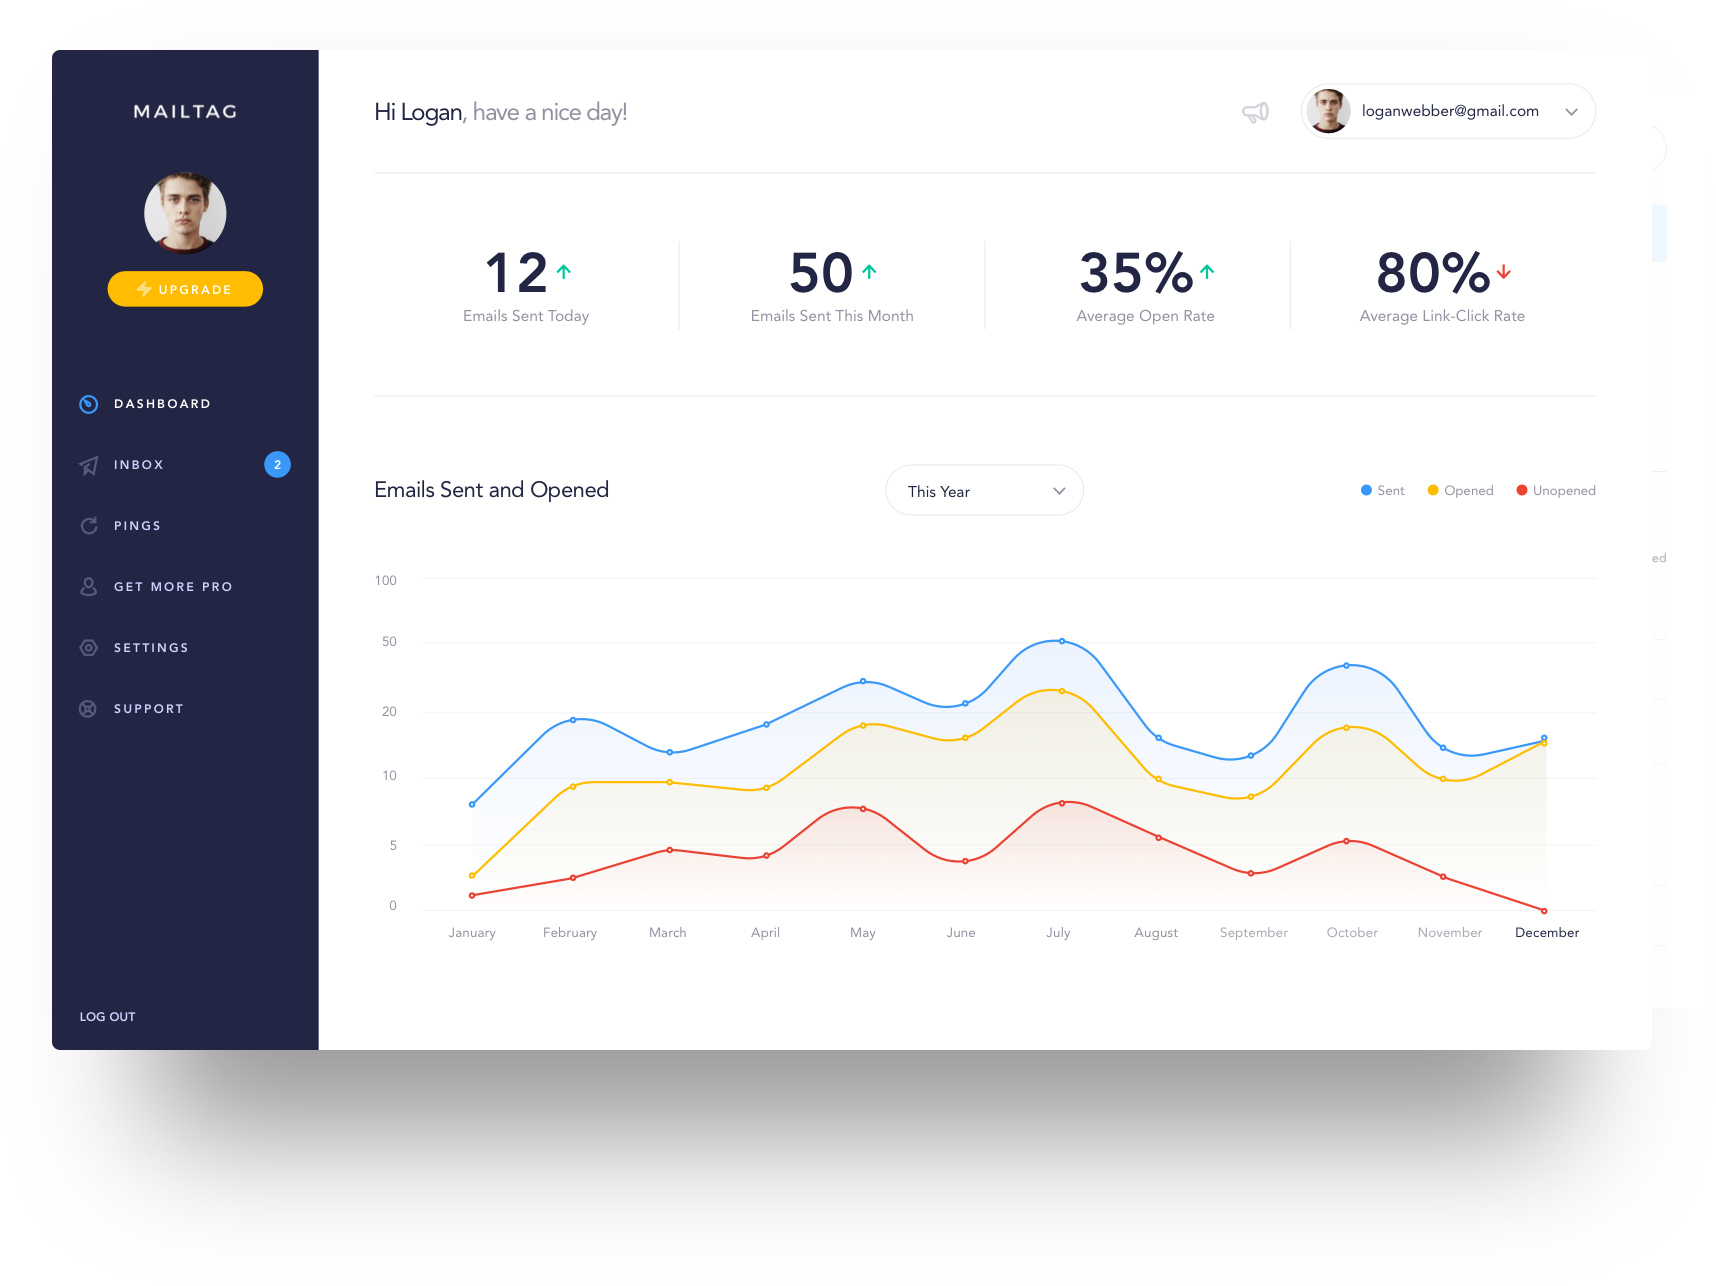 MAILTAG
UPGRADE
DASHBOARD
INBOX 2
PINGS
GET MORE PRO
SETTINGS
SUPPORT
LOG OUT
Hi Logan, have a nice day!
loganwebber@gmail.com
12
Emails Sent Today
50
Emails Sent This Month
35%
Average Open Rate
80%
Average Link-Click Rate
Emails Sent and Opened
This Year
Sent Opened Unopened
ed
100
50
20
10
5
0
January February March April May June July August September October November December